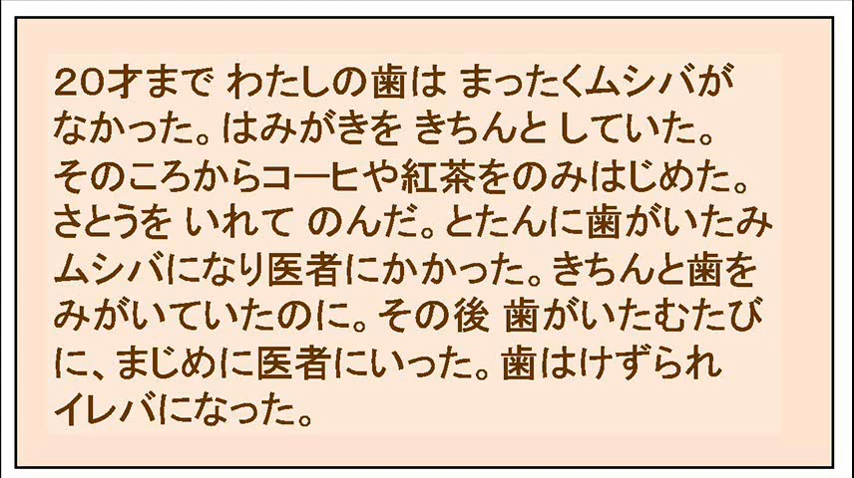 20才まで わたしの歯は まったくムシバが
なかった。はみがきを きちんと していた。
そのころからコーヒや紅茶をのみはじめた。
さとうを いれて のんだ。とたんに歯がいたみ
ムシバになり医者にかかった。きちんと歯を
みがいていたのに。その後 歯がいたむたび
に、まじめに医者にいった。歯はけずられ
イレバになった。